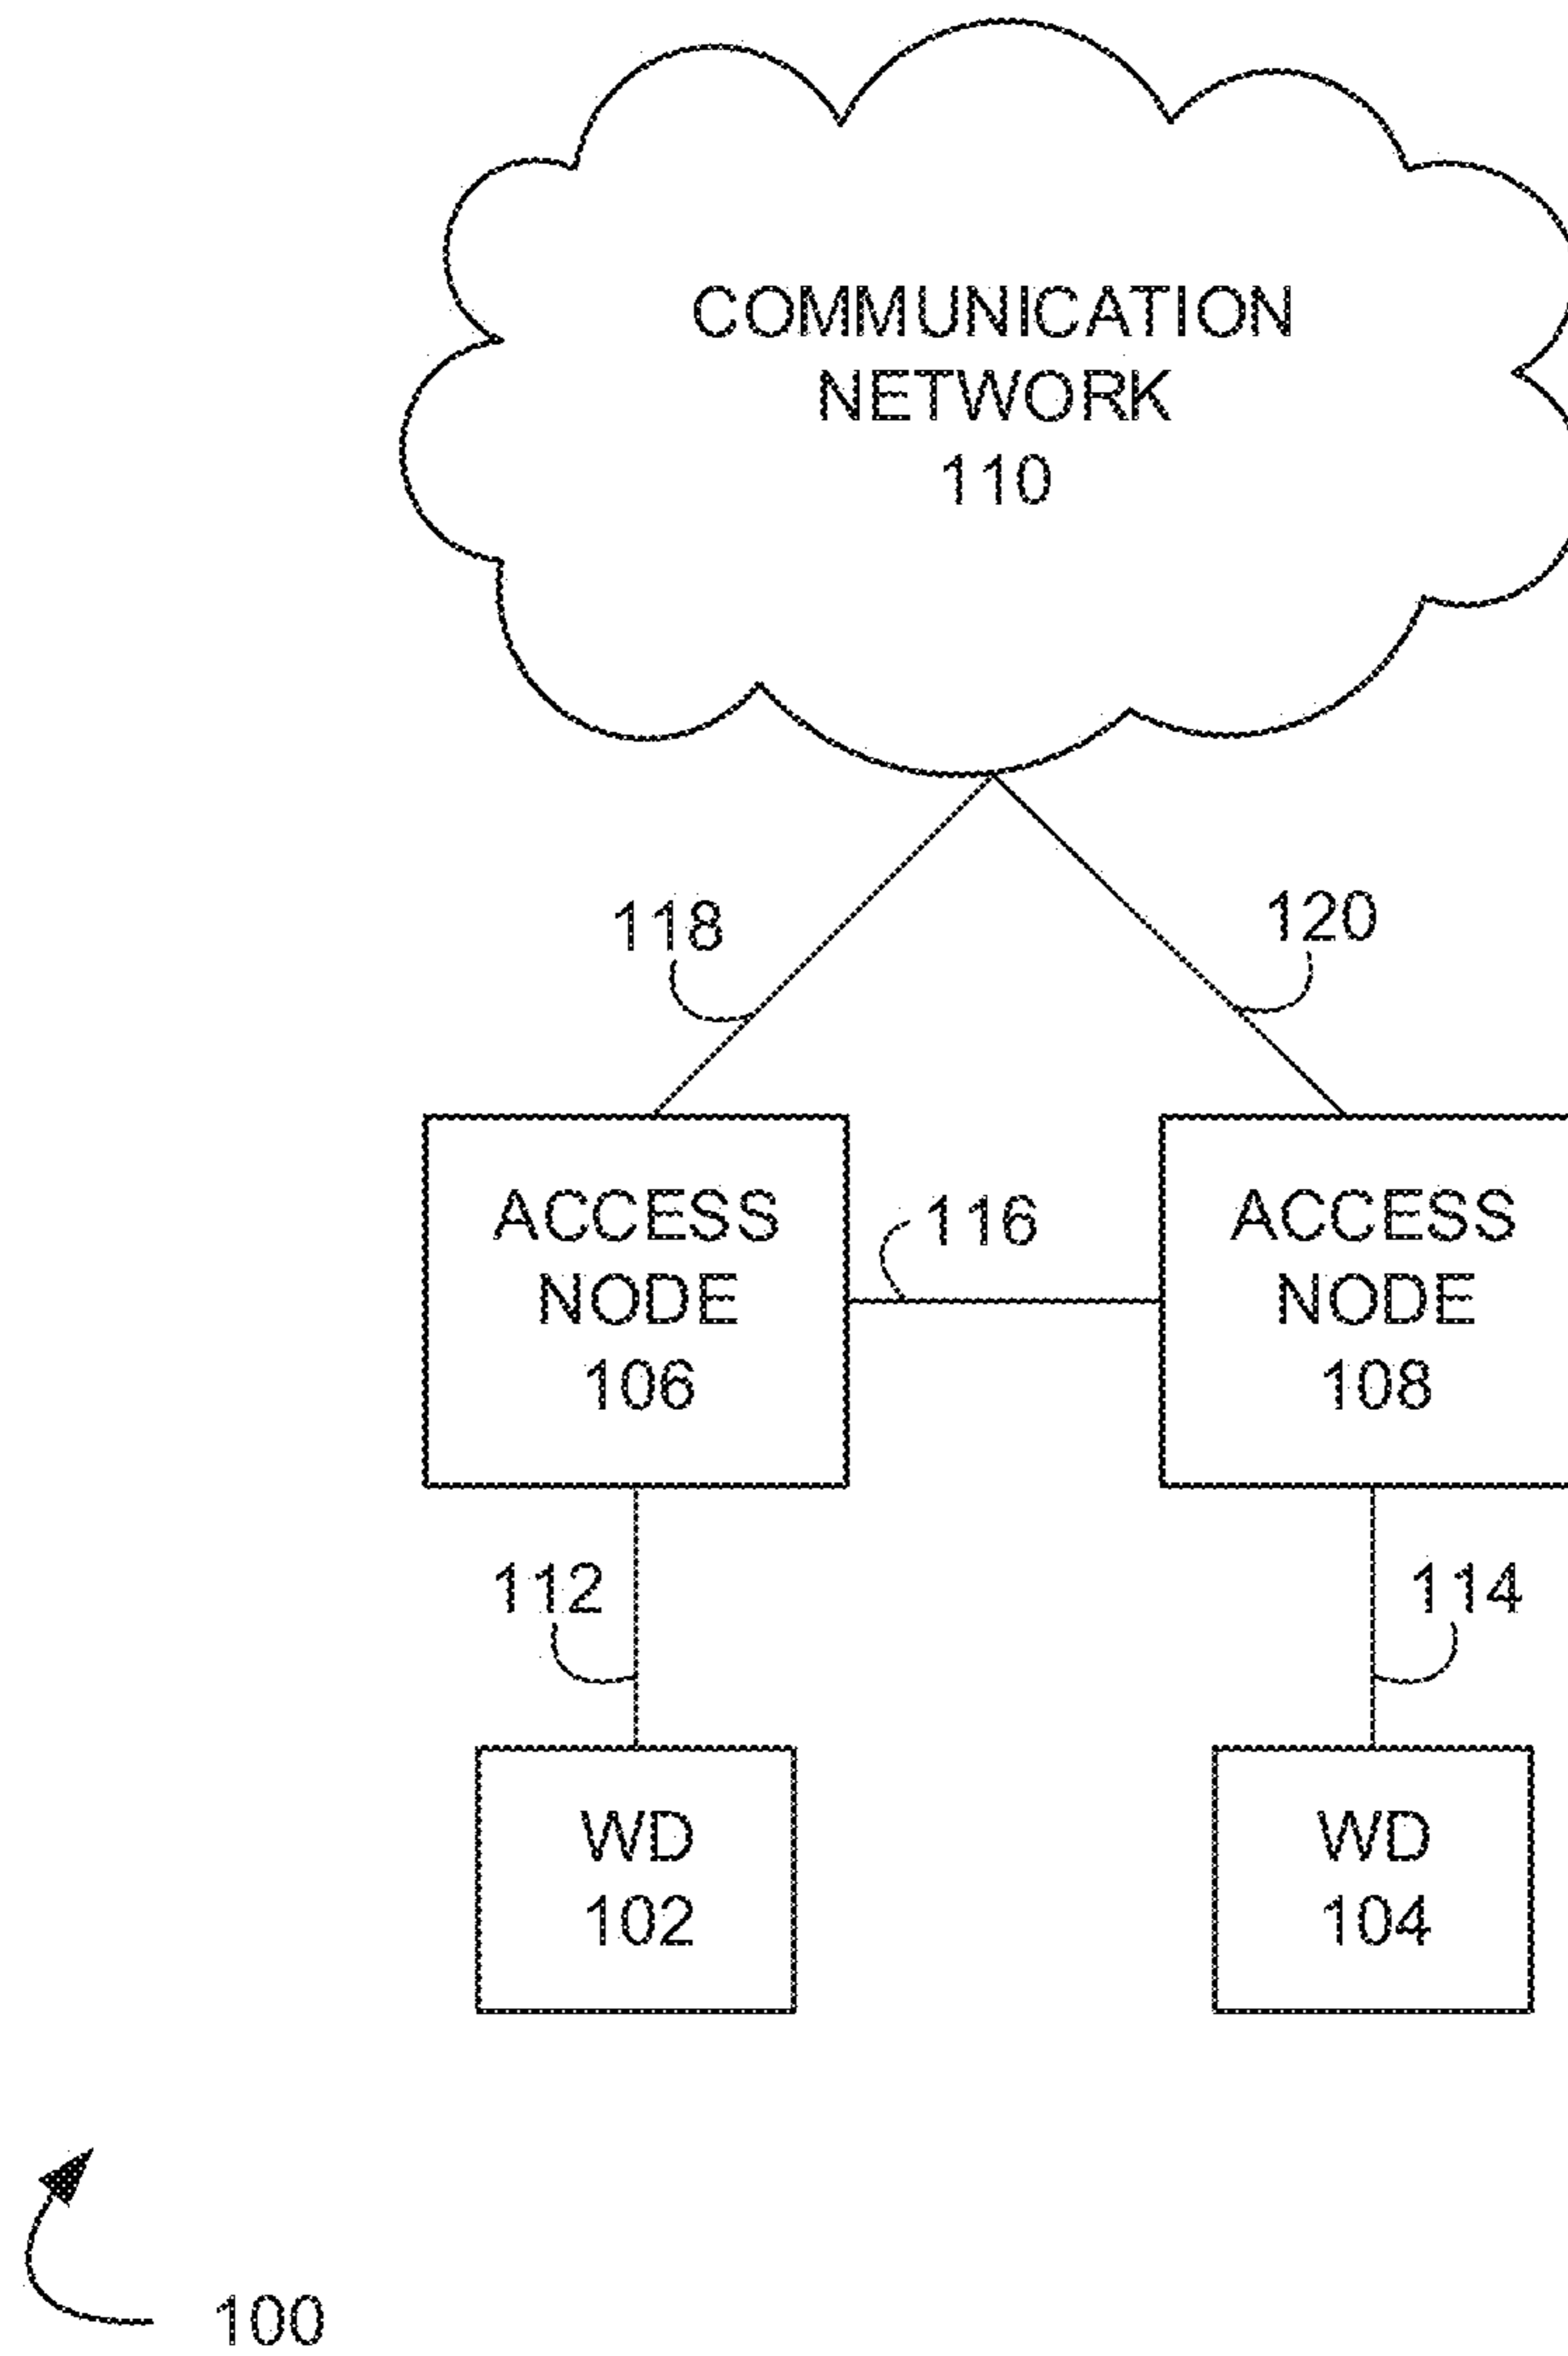 COMMUNICATION
NETWORK
110
118
120
ACCESS
NODE
106
116
ACCESS
NODE
108
112
114
WD
102
WD
104
100